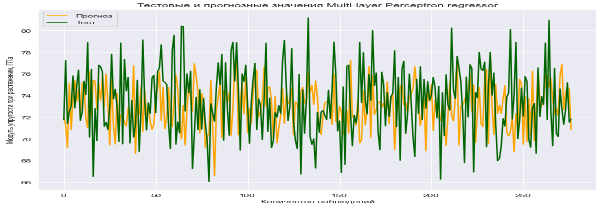 Тестовые и прогнозные значения Multi layer Perceptron regressor
Прогноз
Тест
Модуль упругости при растяжении, ГПа
80
78
76
74
72
70
68
66
0
50
100
150
200
250
Количество наблюдений